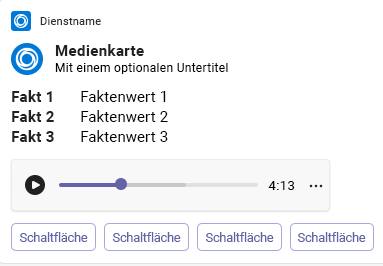 Dienstname
Medienkarte
Mit einem optionalen Untertitel
Fakt 1 Faktenwert 1
Fakt 2 Faktenwert 2
Fakt 3 Faktenwert 3
4:13
Schaltfläche Schaltfläche Schaltfläche Schaltfläche